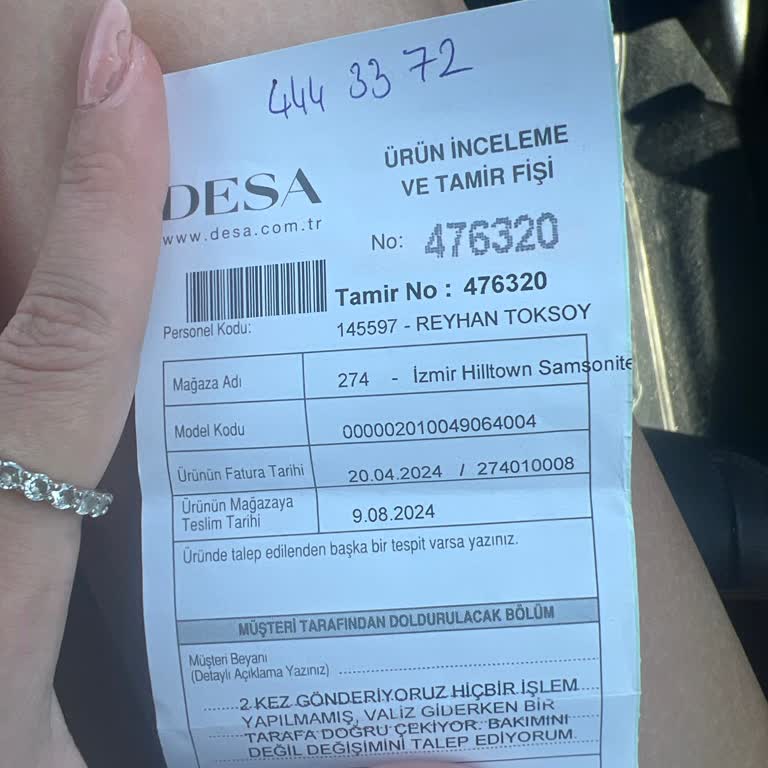 444 33 72
ÜRÜN İNCELEME
VE TAMİR FİŞİ
DESA
www.desa.com.tr
No: 476320
Tamir No : 476320
Personel Kodu: 145597 - REYHAN TOKSOY
Mağaza Adı 274 - İzmir Hilltown Samsonite
Model Kodu 000002010049064004
Ürünün Fatura Tarihi 20.04.2024 / 274010008
Ürünün Mağazaya
Teslim Tarihi 9.08.2024
Üründe talep edilenden başka bir tespit varsa yazınız.
MÜŞTERİ TARAFINDAN DOLDURULACAK BÖLÜM
Müşteri Beyanı
(Detaylı Açıklama Yazınız)
2 KEZ GÖNDERİYORUZ HİÇBİR İŞLEM
YAPILMAMIŞ, VALİZ GİDERKEN BİR
TARAFA DOĞRU ÇEKİYOR. BAKIMINI
DEĞİL DEĞİŞİMİNİ TALEP EDİYORUM.